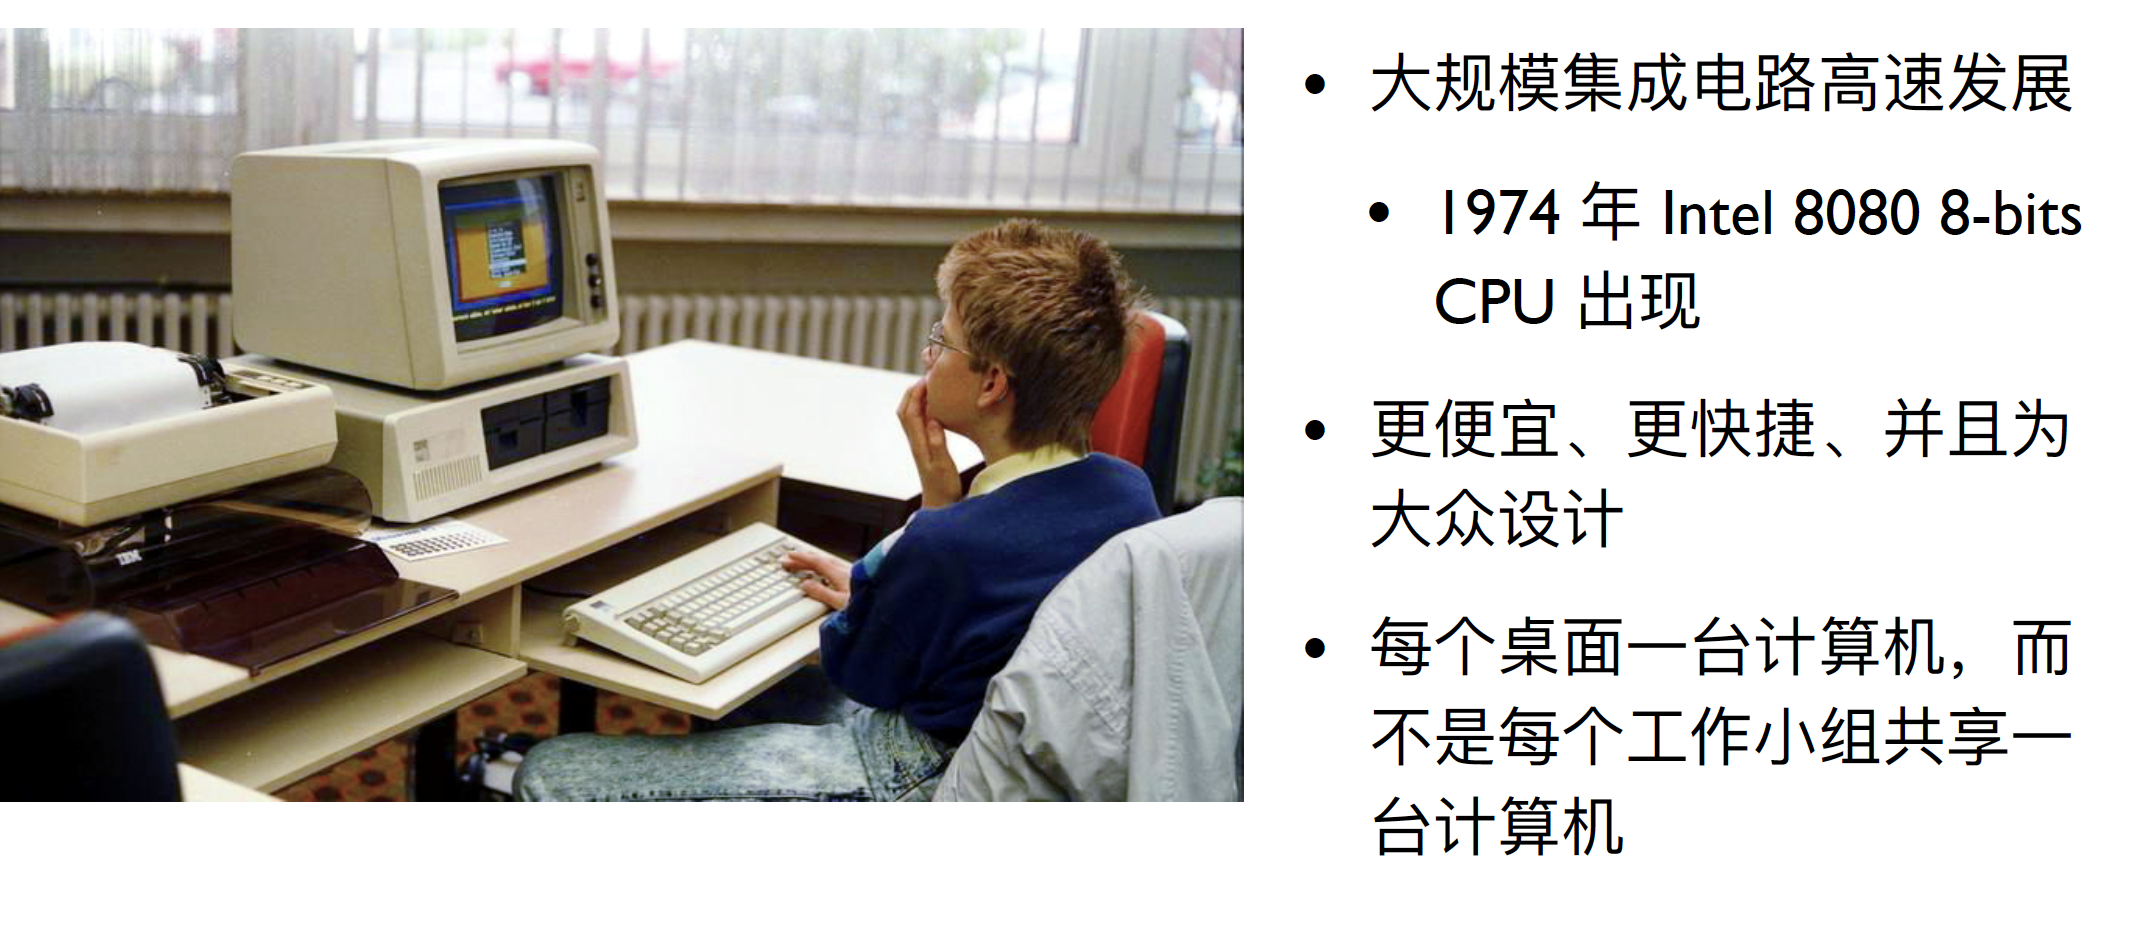 • 大规模集成电路高速发展
• 1974 年 Intel 8080 8-bits
CPU 出现
• 更便宜、更快捷、并且为
大众设计
• 每个桌面一台计算机，而
不是每个工作小组共享一
台计算机
IBM